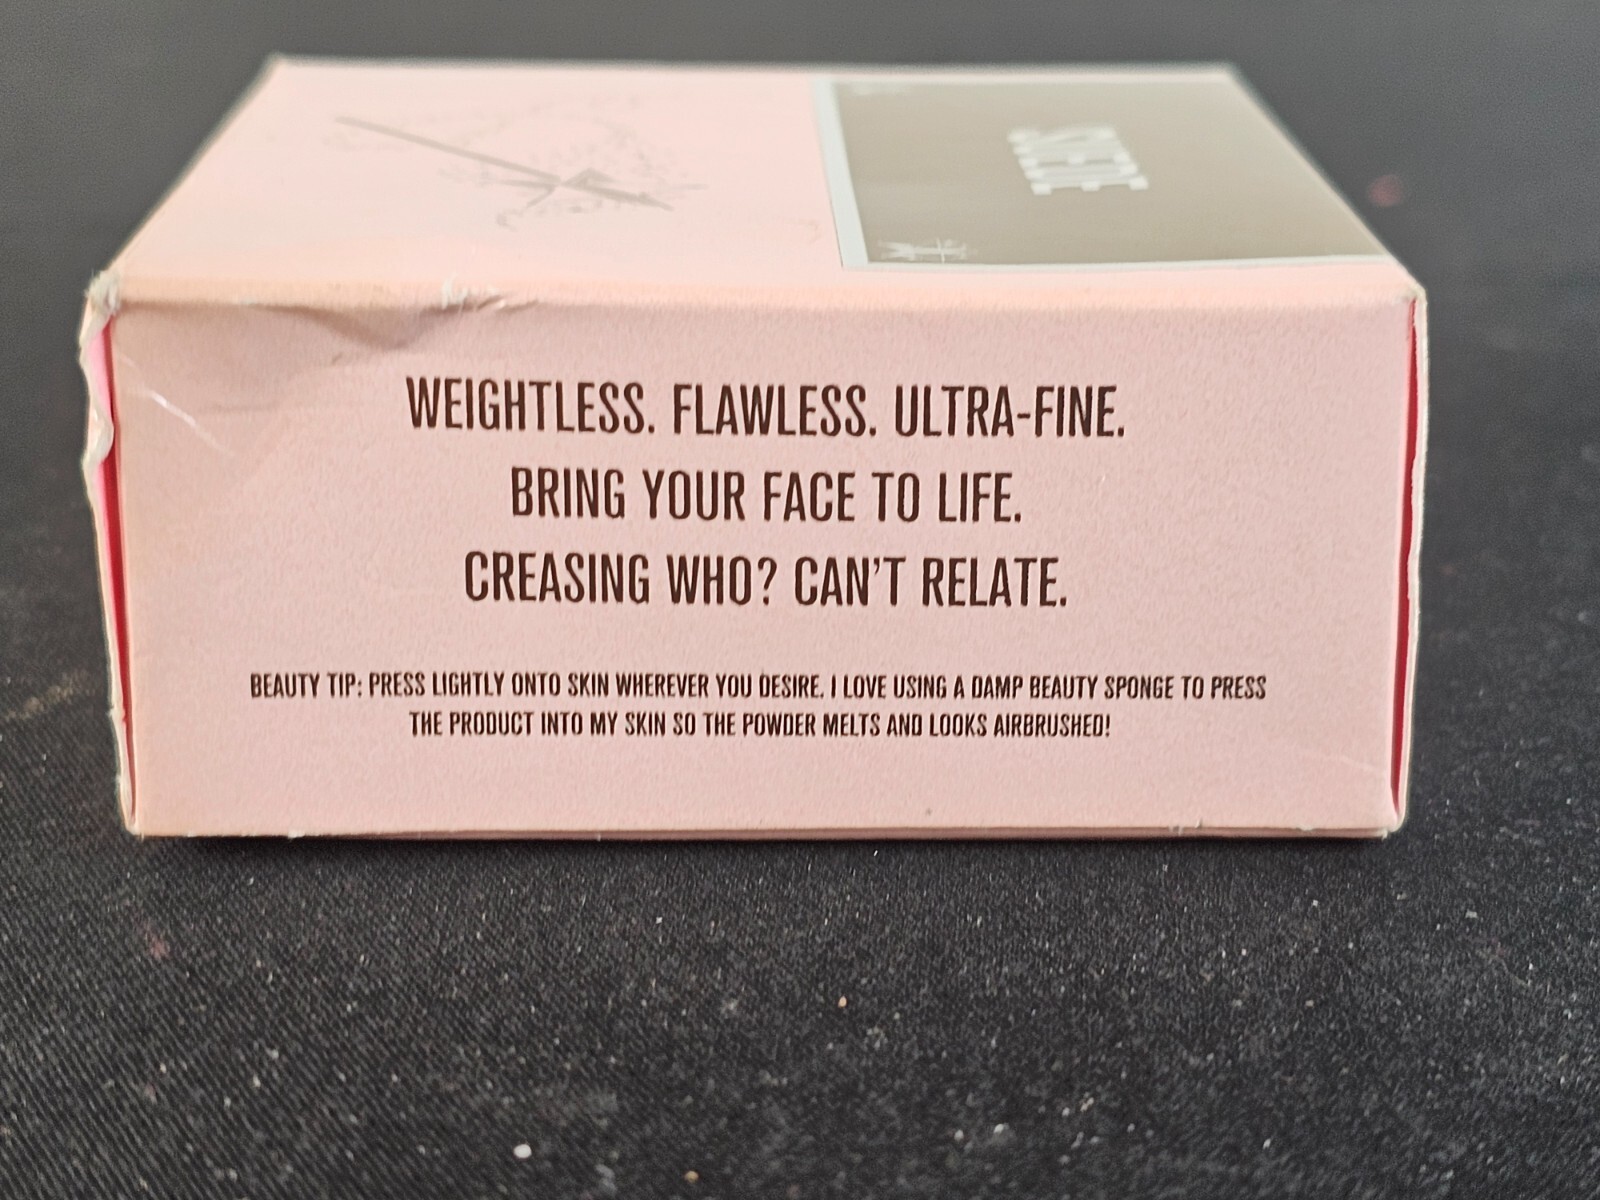 SUEDE
WEIGHTLESS. FLAWLESS. ULTRA-FINE.
BRING YOUR FACE TO LIFE.
CREASING WHO? CAN'T RELATE.
BEAUTY TIP: PRESS LIGHTLY ONTO SKIN WHEREVER YOU DESIRE. I LOVE USING A DAMP BEAUTY SPONGE TO PRESS
THE PRODUCT INTO MY SKIN SO THE POWDER MELTS AND LOOKS AIRBRUSHED!